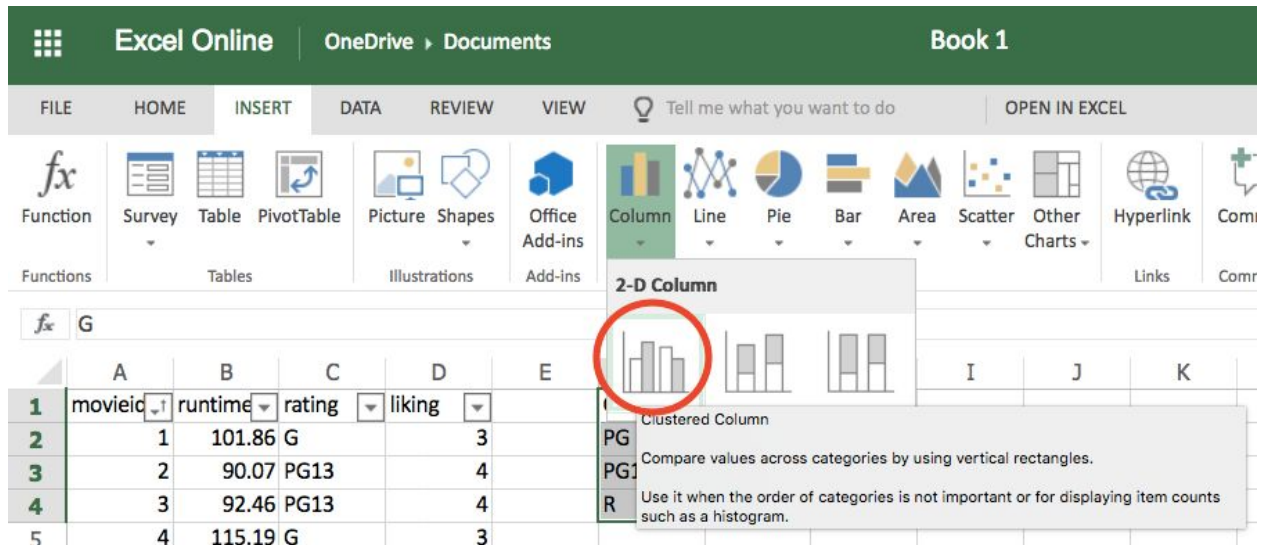 Excel Online OneDrive ▸ Documents Book 1
FILE HOME INSERT DATA REVIEW VIEW Tell me what you want to do OPEN IN EXCEL
fx
Function Survey Table PivotTable Picture Shapes Office Add-ins Column Line Pie Bar Area Scatter Other Charts Hyperlink
Functions Tables Illustrations Add-ins Links
2-D Column
fx G
A B C D E I J K
1 movieid runtime rating liking
2 1 101.86 G 3 PG
3 2 90.07 PG13 4
4 3 92.46 PG13 4 R
5 4 115.19 G 3
Clustered Column
Compare values across categories by using vertical rectangles.
Use it when the order of categories is not important or for displaying item counts
such as a histogram.